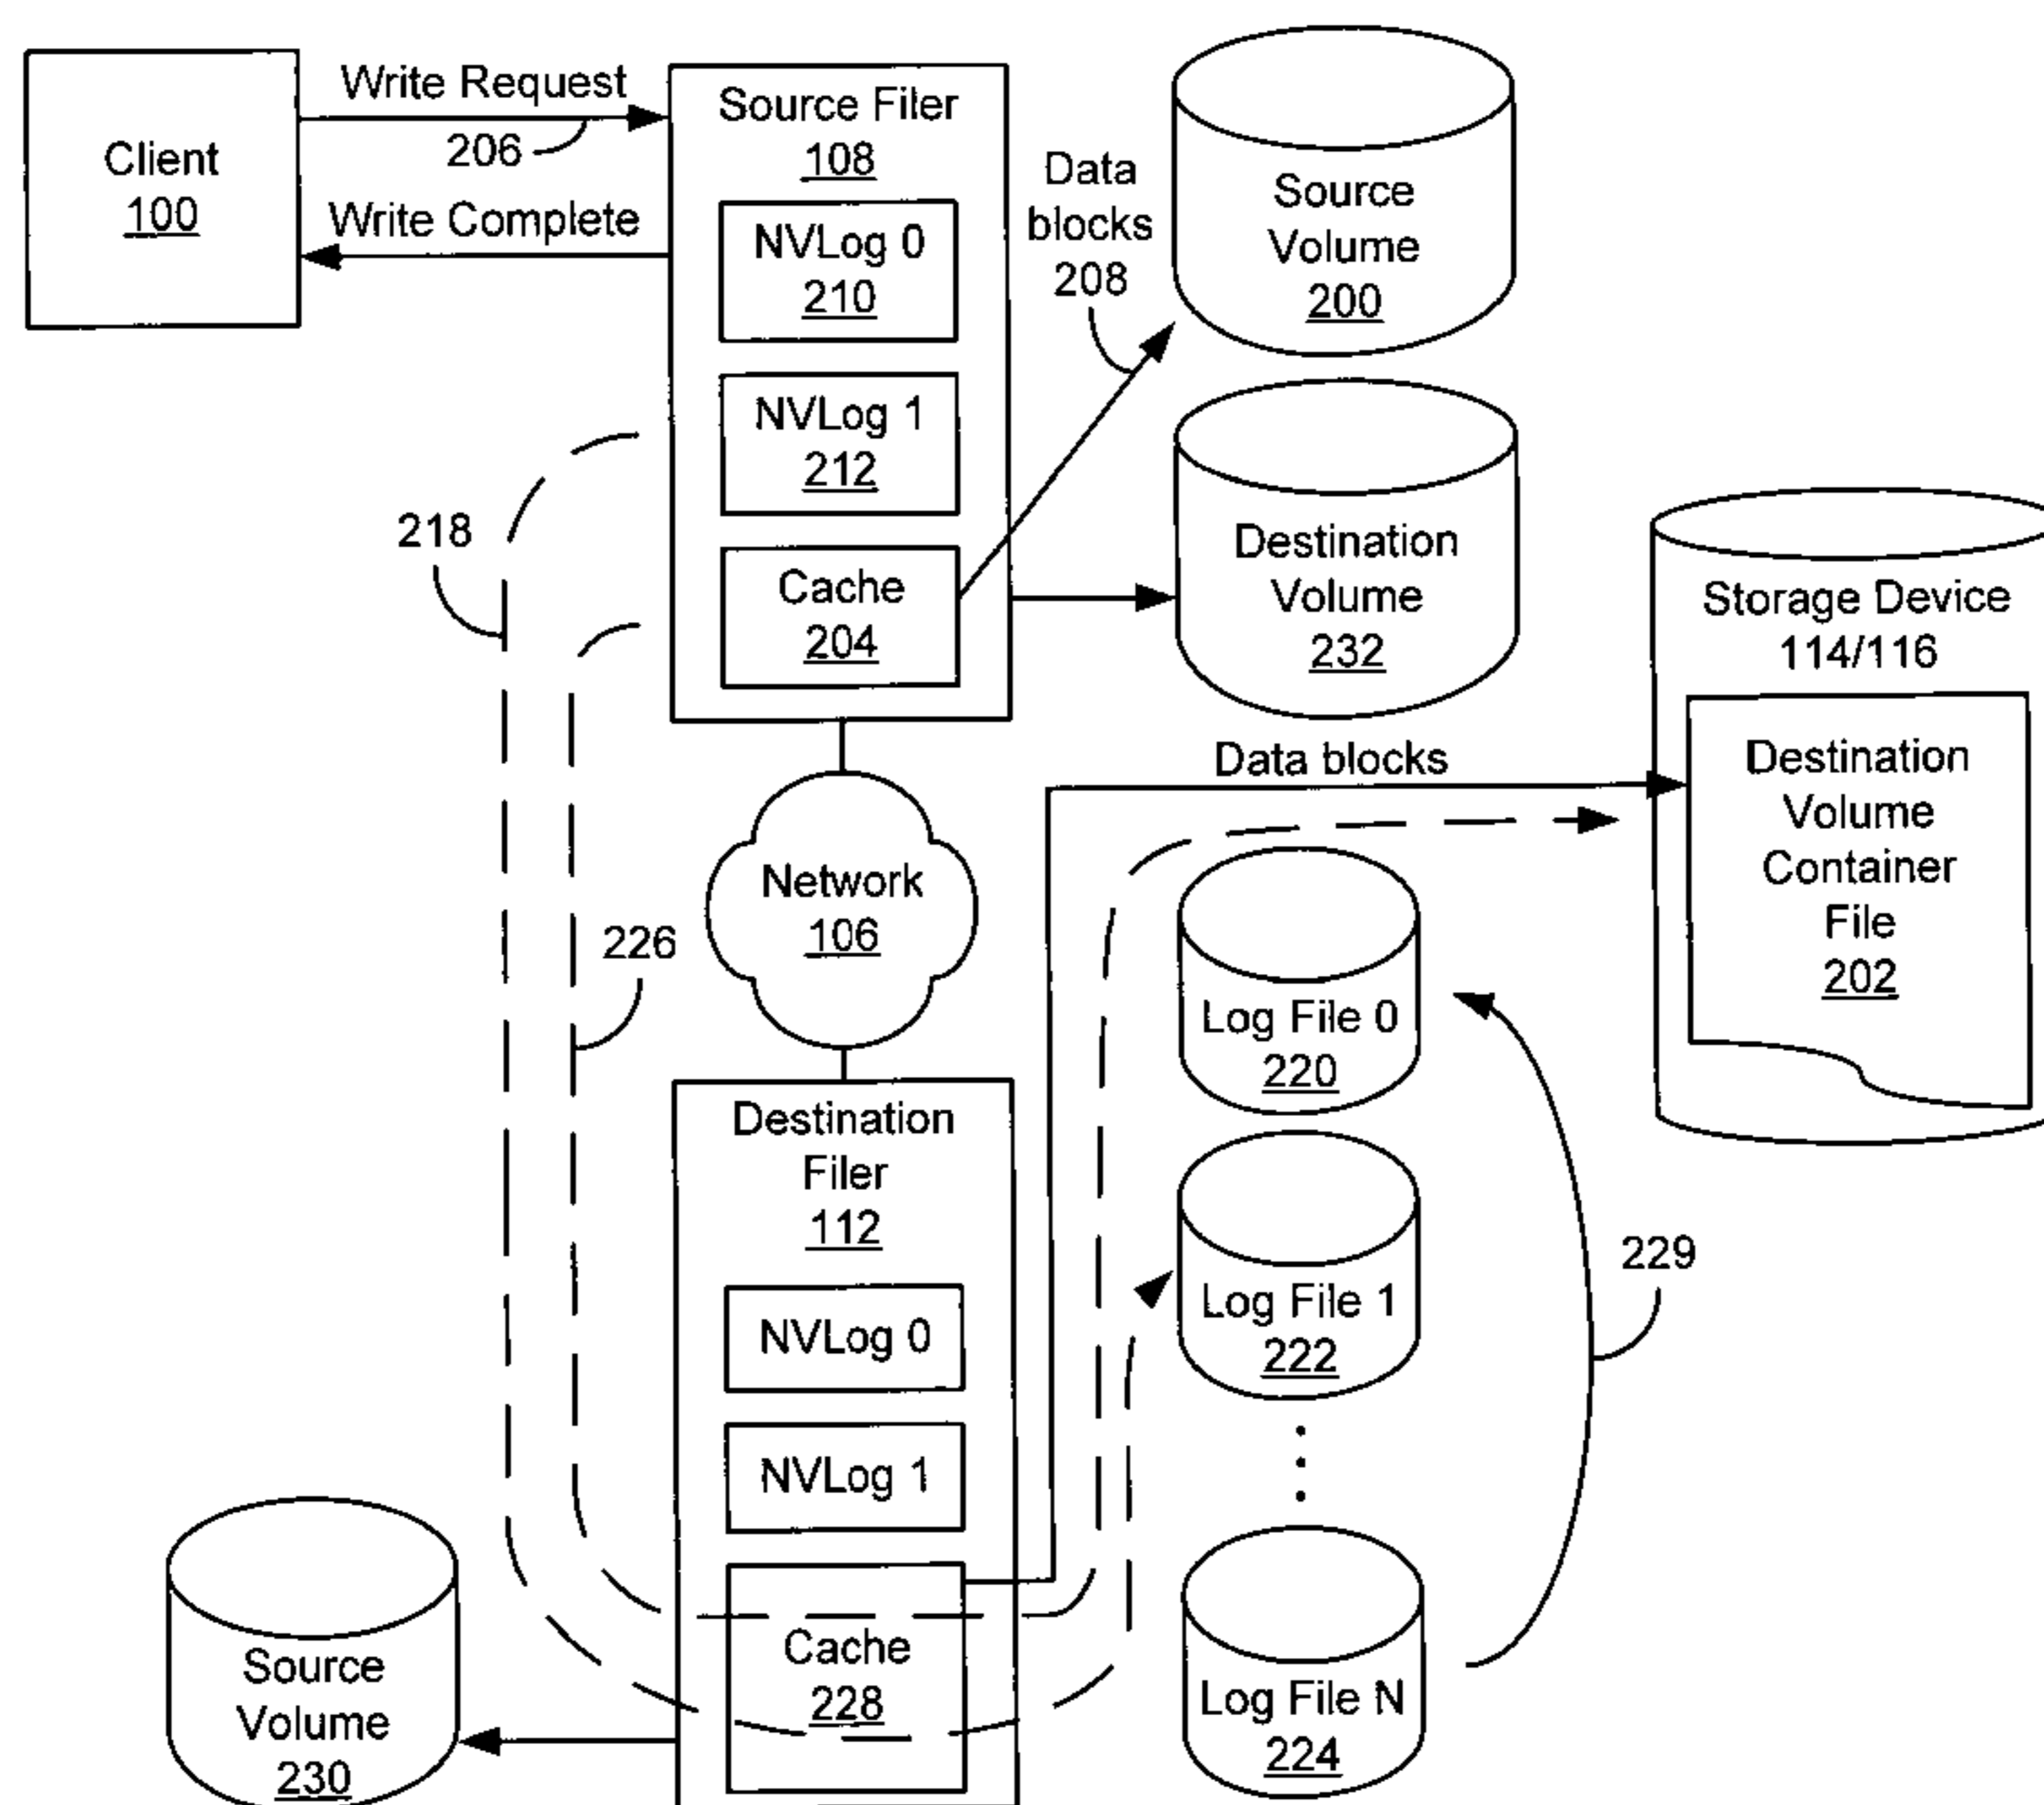 Client
100
Write Request
206
Write Complete
Source Filer
108
NVLog 0
210
NVLog 1
212
Cache
204
Data
blocks
208
Source
Volume
200
Destination
Volume
232
Storage Device
114/116
Destination
Volume
Container
File
202
Data blocks
218
226
Network
106
Log File 0
220
Log File 1
222
Log File N
224
229
Destination
Filer
112
NVLog 0
NVLog 1
Cache
228
Source
Volume
230